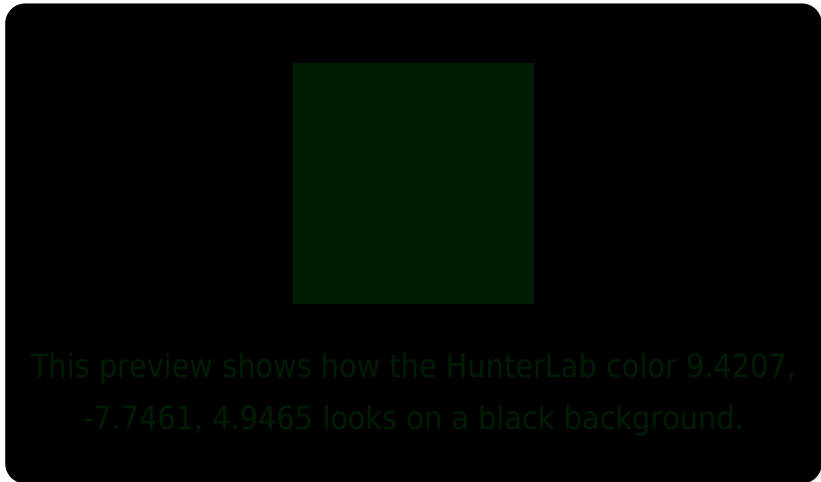 This preview shows how the HunterLab color 9.4207,
-7.7461, 4.9465 looks on a black background.